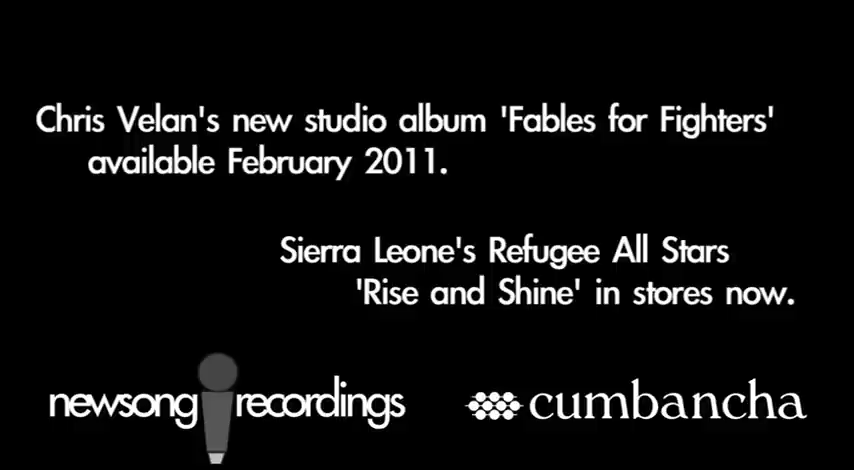 Chris Velan's new studio album 'Fables for Fighters'
available February 2011.
Sierra Leone's Refugee All Stars
'Rise and Shine' in stores now.
newsong recordings
cumbancha